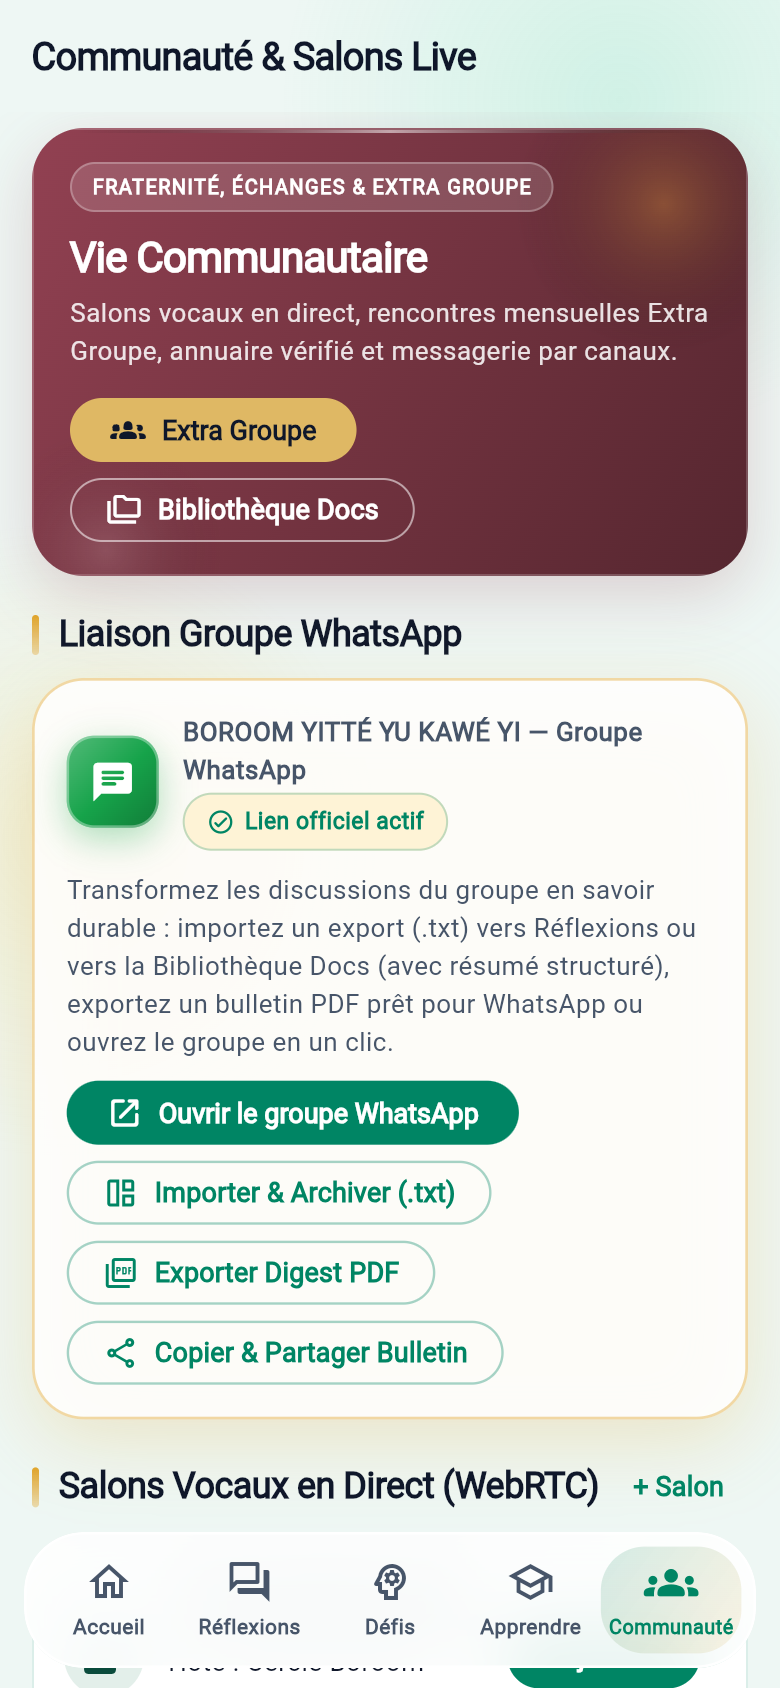 Communauté & Salons Live
FRATERNITÉ, ÉCHANGES & EXTRA GROUPE
Vie Communautaire
Salons vocaux en direct, rencontres mensuelles Extra
Groupe, annuaire vérifié et messagerie par canaux.
Extra Groupe
Bibliothèque Docs
Liaison Groupe WhatsApp
BOROOM YITTÉ YU KAWÉ YI — Groupe
WhatsApp
Lien officiel actif
Transformez les discussions du groupe en savoir
durable : importez un export (.txt) vers Réflexions ou
vers la Bibliothèque Docs (avec résumé structuré),
exportez un bulletin PDF prêt pour WhatsApp ou
ouvrez le groupe en un clic.
Ouvrir le groupe WhatsApp
Importer & Archiver (.txt)
PDF
Exporter Digest PDF
Copier & Partager Bulletin
Salons Vocaux en Direct (WebRTC)
+ Salon
Accueil
Réflexions
Défis
Apprendre
Communauté